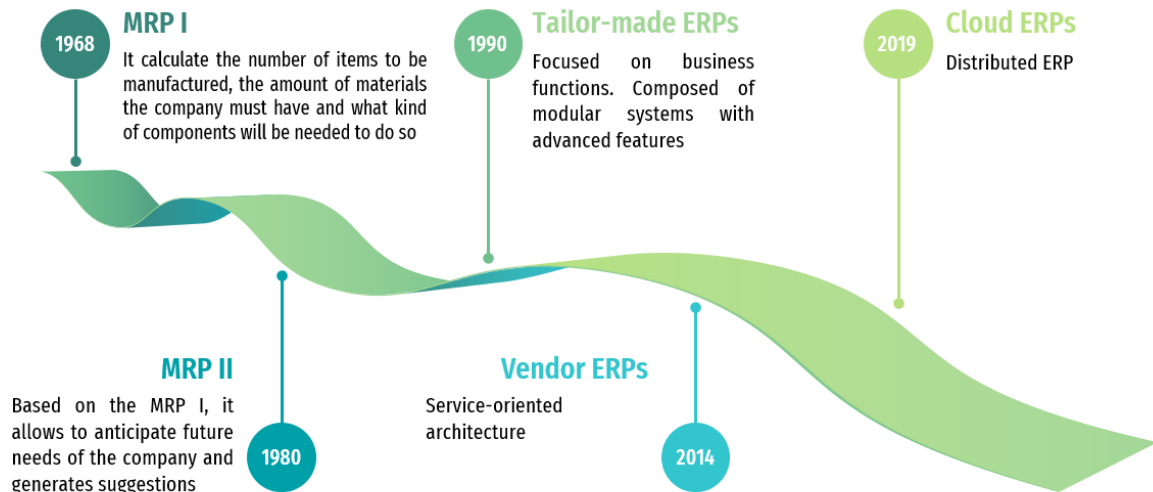 1968
MRP I
It calculate the number of items to be
manufactured, the amount of materials
the company must have and what kind
of components will be needed to do so
1990
Tailor-made ERPs
Focused on business
functions. Composed of
modular systems with
advanced features
2019
Cloud ERPs
Distributed ERP
MRP II
Based on the MRP I, it
allows to anticipate future
needs of the company and
generates suggestions
1980
Vendor ERPs
Service-oriented
architecture
2014